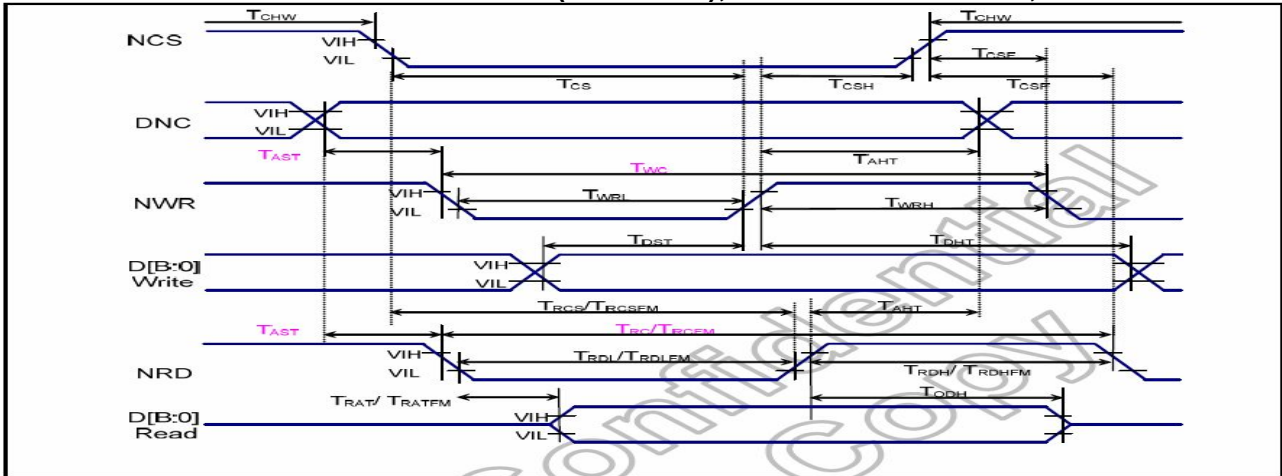 TCHW TCHW
NCS VIH VIL TCSF
TCS TCSH TCSF
DNC VIH VIL
TAST TAHT
TWC
NWR VIH VIL TWRL TWRH
TDST TDHT
D[B:0] Write VIH VIL
TRCS/TRCSFM TAHT
TAST TRC/TRCFM
NRD VIH VIL TRDL/TRDLFM TRDH/ TRDHFM
TRAT/ TRATFM TODH
D[B:0] Read VIH VIL
Confidential
Copy